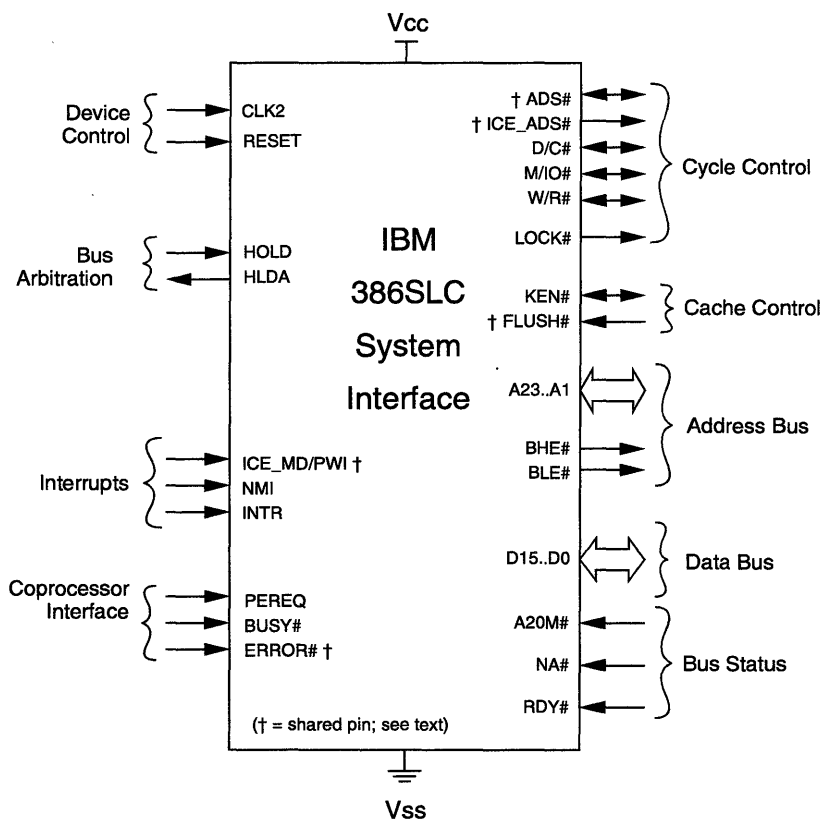 Vcc
Device
Control
CLK2
RESET
Bus
Arbitration
HOLD
HLDA
Interrupts
ICE_MD/PWI †
NMI
INTR
Coprocessor
Interface
PEREQ
BUSY#
ERROR# †
IBM
386SLC
System
Interface
† ADS#
† ICE_ADS#
D/C#
M/IO#
W/R#
LOCK#
Cycle Control
KEN#
† FLUSH#
Cache Control
A23..A1
BHE#
BLE#
Address Bus
D15..D0
Data Bus
A20M#
NA#
RDY#
Bus Status
(† = shared pin; see text)
Vss